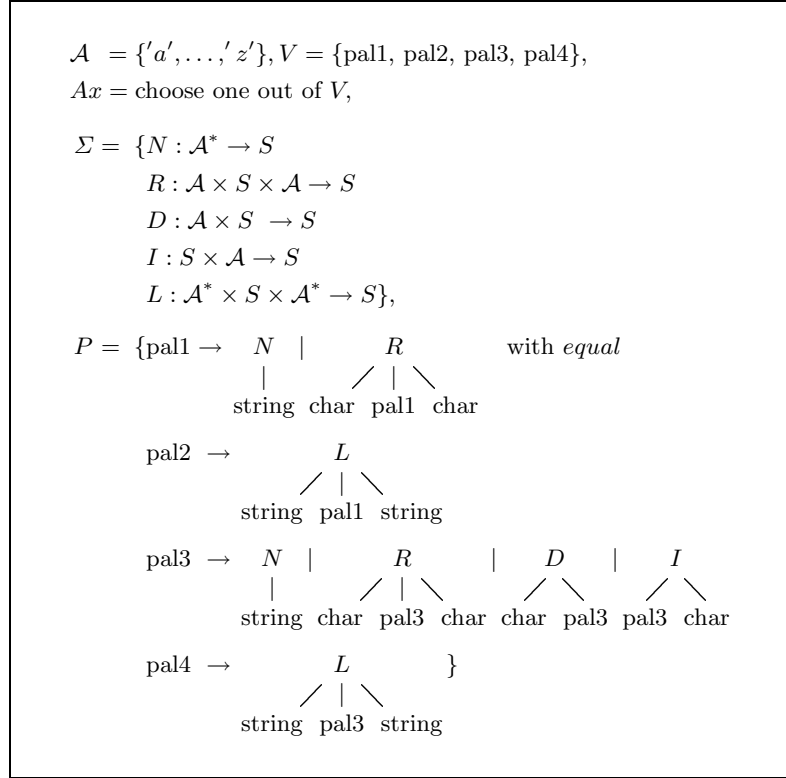 𝒜 = {'a', . . . ,' z'}, V = {pal1, pal2, pal3, pal4},
Ax = choose one out of V,
Σ = {N : 𝒜* → S
R : 𝒜 × S × 𝒜 → S
D : 𝒜 × S → S
I : S × 𝒜 → S
L : 𝒜* × S × 𝒜* → S},
P = {pal1 → N | R with equal
string char pal1 char
pal2 → L
string pal1 string
pal3 → N | R | D | I
string char pal3 char char pal3 pal3 char
pal4 → L }
string pal3 string